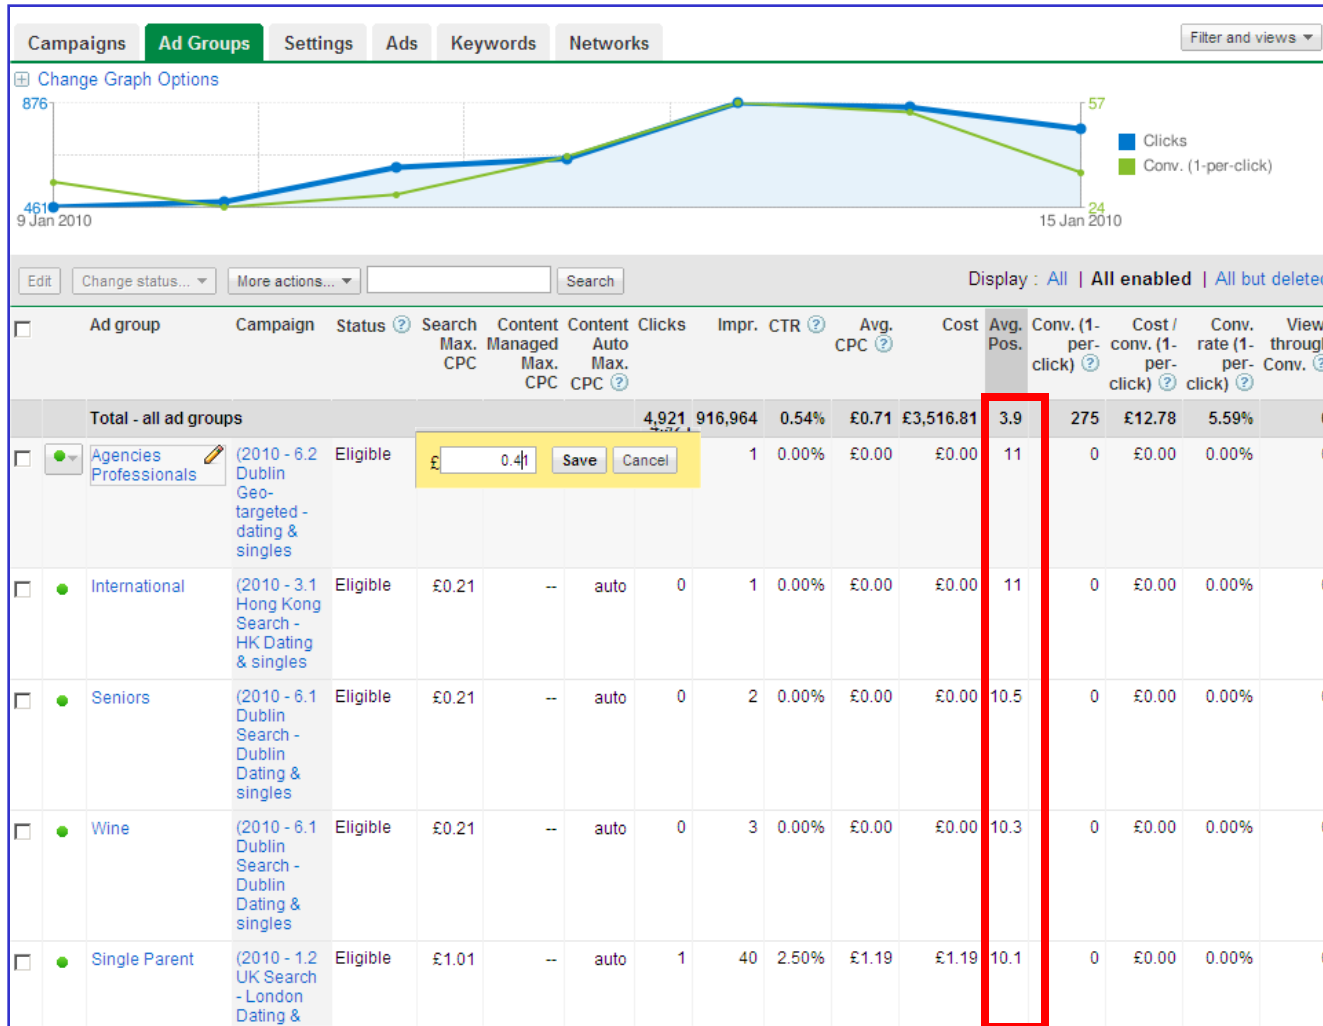 Campaigns Ad Groups Settings Ads Keywords Networks Filter and views
Change Graph Options
876 57
Clicks
Conv. (1-per-click)
461 24
9 Jan 2010 15 Jan 2010
Edit Change status... More actions... Search Display : All | All enabled | All but deleted
Ad group Campaign Status ? Search Content Content Clicks Impr. CTR ? Avg. Cost Avg. Conv. (1- Cost / Conv. View
Max. Managed Auto CPC ? Pos. per- conv. (1- rate (1- through
CPC Max. Max. click) ? per- per- Conv. ?
CPC CPC ? click) ? click) ?
Total - all ad groups 4,921 916,964 0.54% £0.71 £3,516.81 3.9 275 £12.78 5.59%
Agencies (2010 - 6.2 Eligible £ 0.41 Save Cancel 1 0.00% £0.00 £0.00 11 0 £0.00 0.00%
Professionals Dublin
Geo-
targeted -
dating &
singles
International (2010 - 3.1 Eligible £0.21 -- auto 0 1 0.00% £0.00 £0.00 11 0 £0.00 0.00%
Hong Kong
Search -
HK Dating
& singles
Seniors (2010 - 6.1 Eligible £0.21 -- auto 0 2 0.00% £0.00 £0.00 10.5 0 £0.00 0.00%
Dublin
Search -
Dublin
Dating &
singles
Wine (2010 - 6.1 Eligible £0.21 -- auto 0 3 0.00% £0.00 £0.00 10.3 0 £0.00 0.00%
Dublin
Search -
Dublin
Dating &
singles
Single Parent (2010 - 1.2 Eligible £1.01 -- auto 1 40 2.50% £1.19 £1.19 10.1 0 £0.00 0.00%
UK Search
- London
Dating &